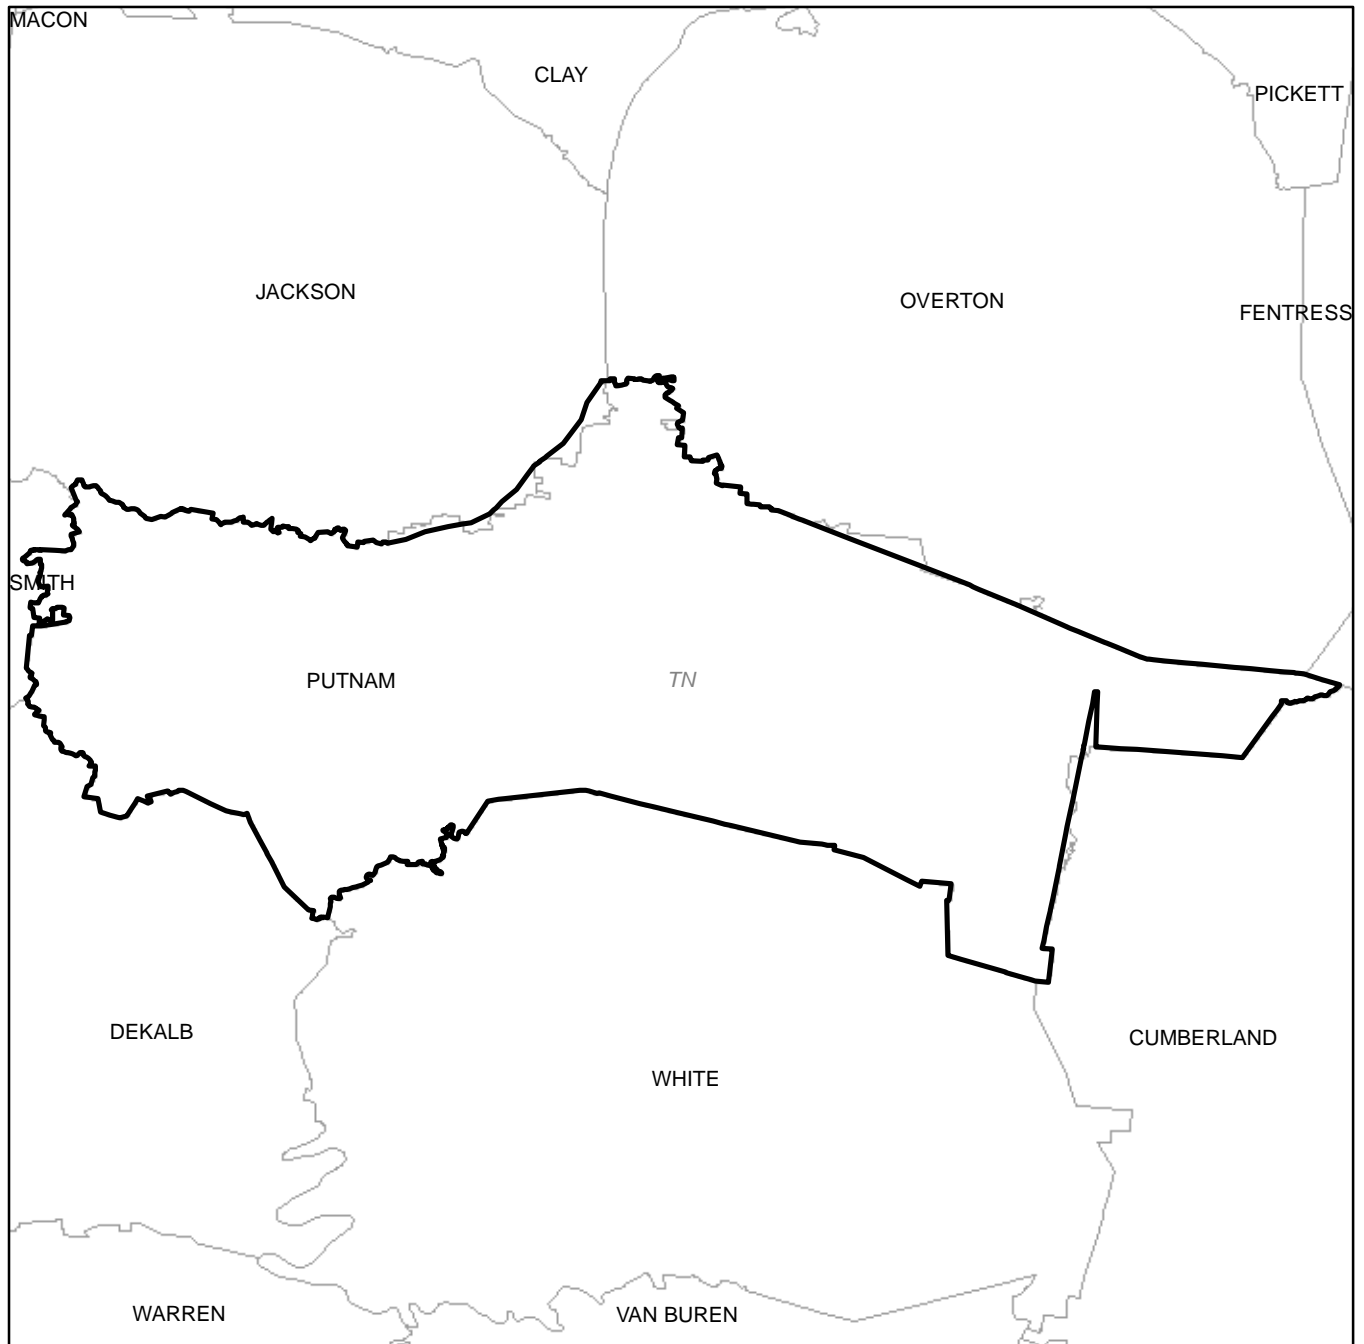 MACON
CLAY
PICKETT
JACKSON
OVERTON
FENTRESS
SMITH
PUTNAM
TN
DEKALB
CUMBERLAND
WHITE
WARREN
VAN BUREN